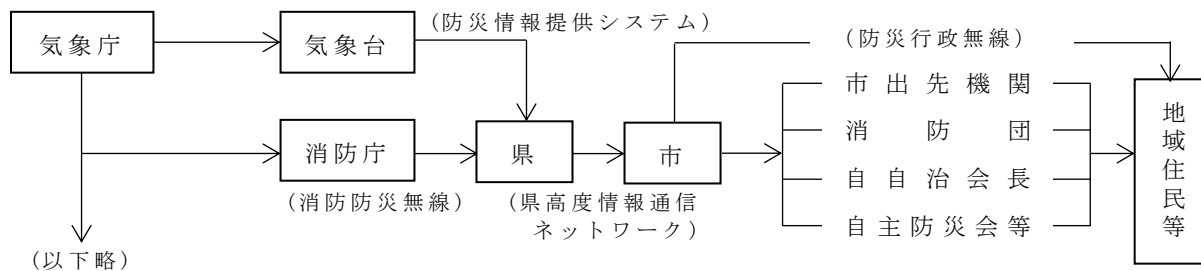 気象庁
気象台
(防災情報提供システム)
(防災行政無線)
市出先機関
消防団
自自治会長
自主防災会等
地域住民等
消防庁
県
市
(消防防災無線)
(県高度情報通信
ネットワーク)
(以下略)